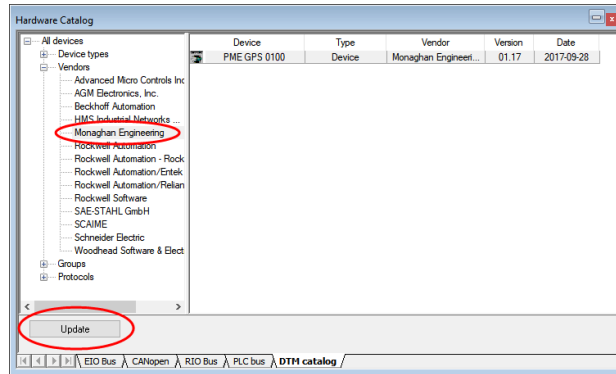 Hardware Catalog
All devices
Device types
Vendors
Advanced Micro Controls Inc
AGM Electronics, Inc.
Beckhoff Automation
HMS Industrial Networks ...
Monaghan Engineering
Rockwell Automation
Rockwell Automation - Rock
Rockwell Automation/Entek
Rockwell Automation/Relian
Rockwell Software
SAE-STAHL GmbH
SCAIME
Schneider Electric
Woodhead Software & Elect
Groups
Protocols
Device Type Vendor Version Date
PME GPS 0100 Device Monaghan Engineeri... 01.17 2017-09-28
Update
EIO Bus CANopen RIO Bus PLC bus DTM catalog